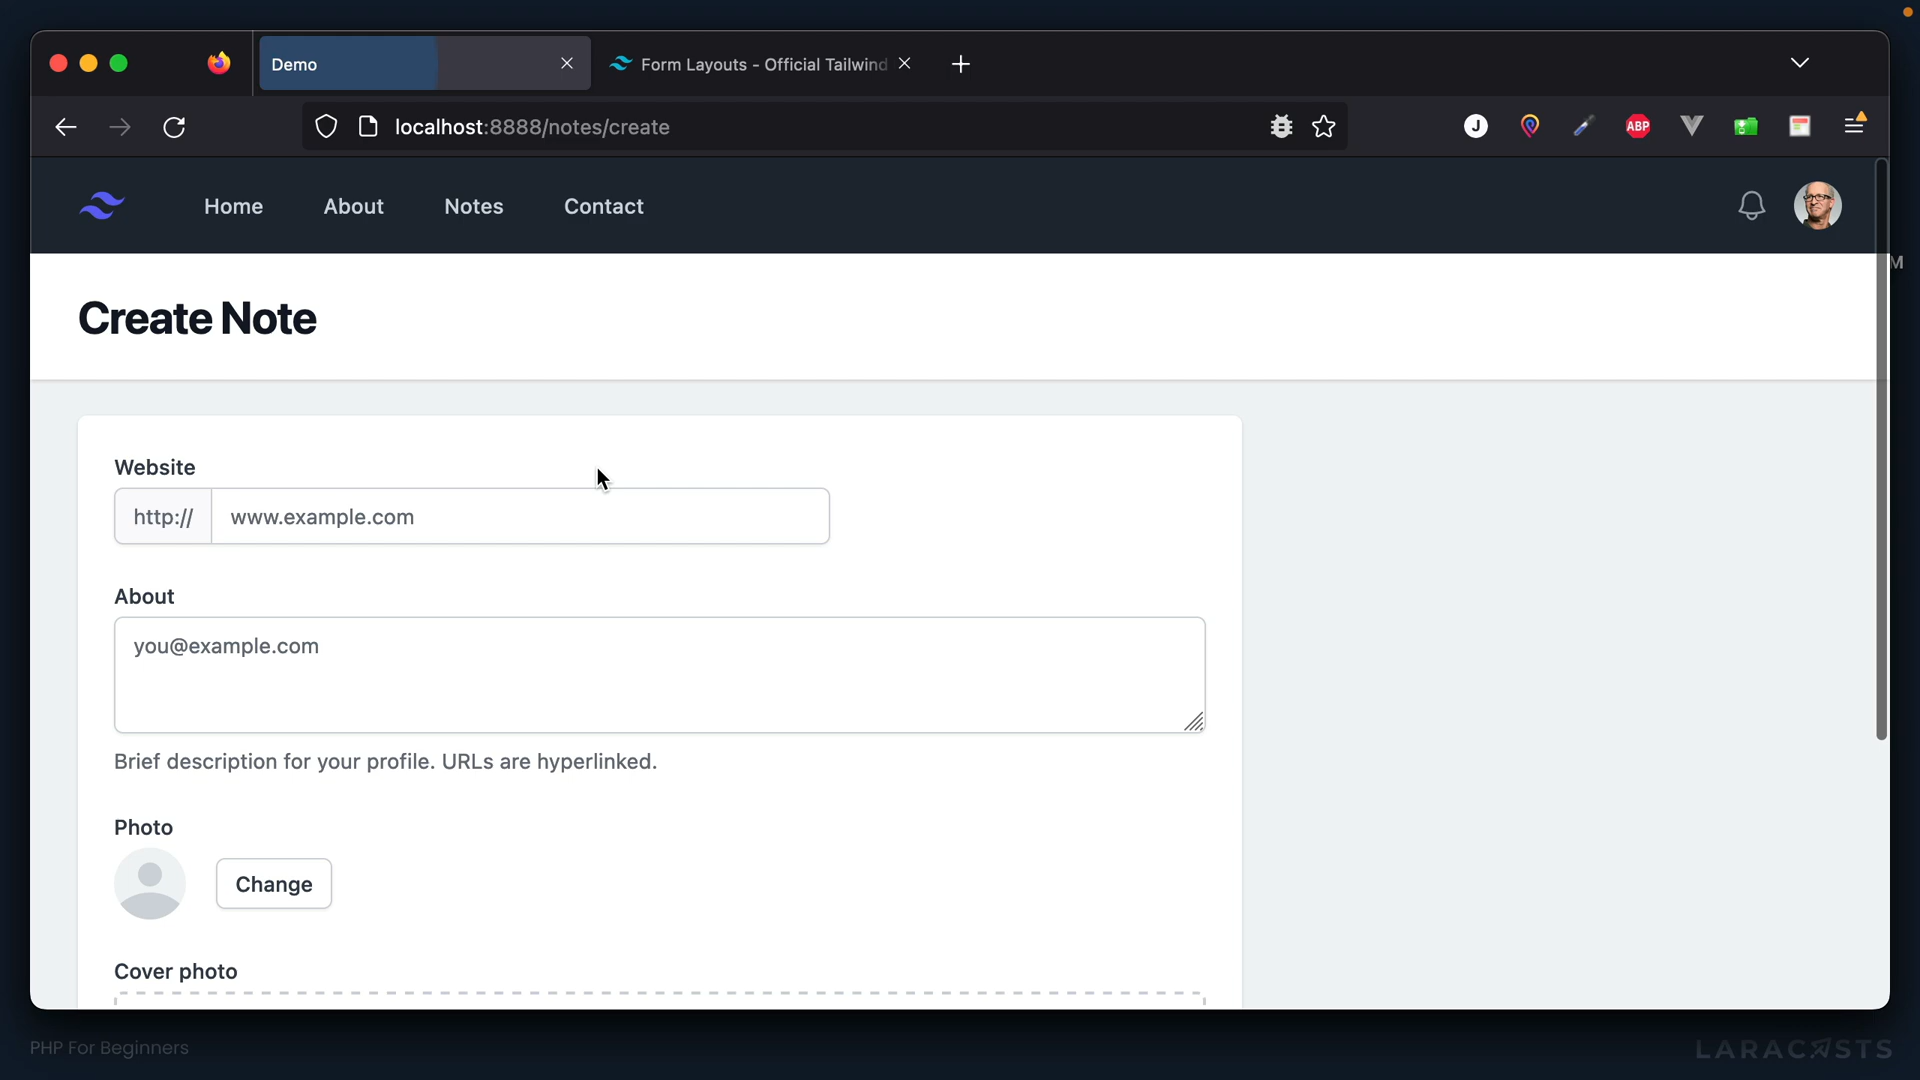 Demo
Form Layouts - Official Tailwind
localhost:8888/notes/create
J
ABP
Home
About
Notes
Contact
M
Create Note
Website
http://
www.example.com
About
you@example.com
Brief description for your profile. URLs are hyperlinked.
Photo
Change
Cover photo
PHP For Beginners
LARACASTS